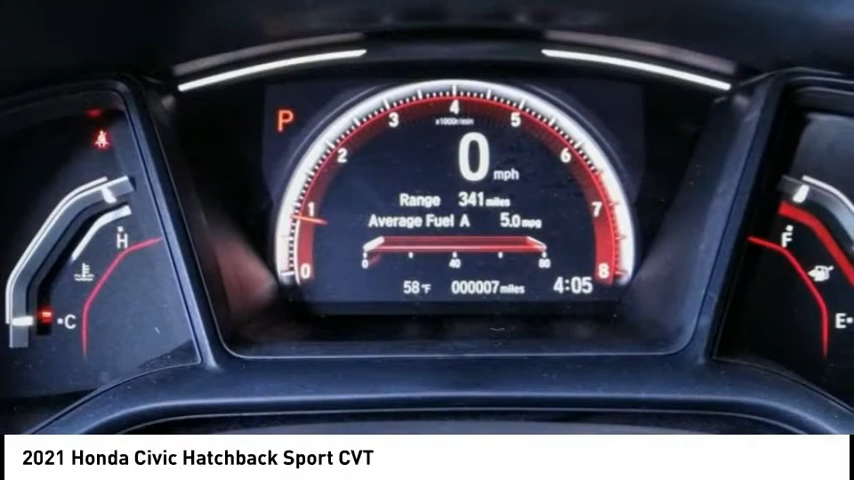 P
4
x1000r/min
3
5
2
6
1
7
0
8
0 mph
Range 341 miles
Average Fuel A 5.0 mpg
0 40 80
58°F 000007 miles 4:05
H
C
F
E
2021 Honda Civic Hatchback Sport CVT